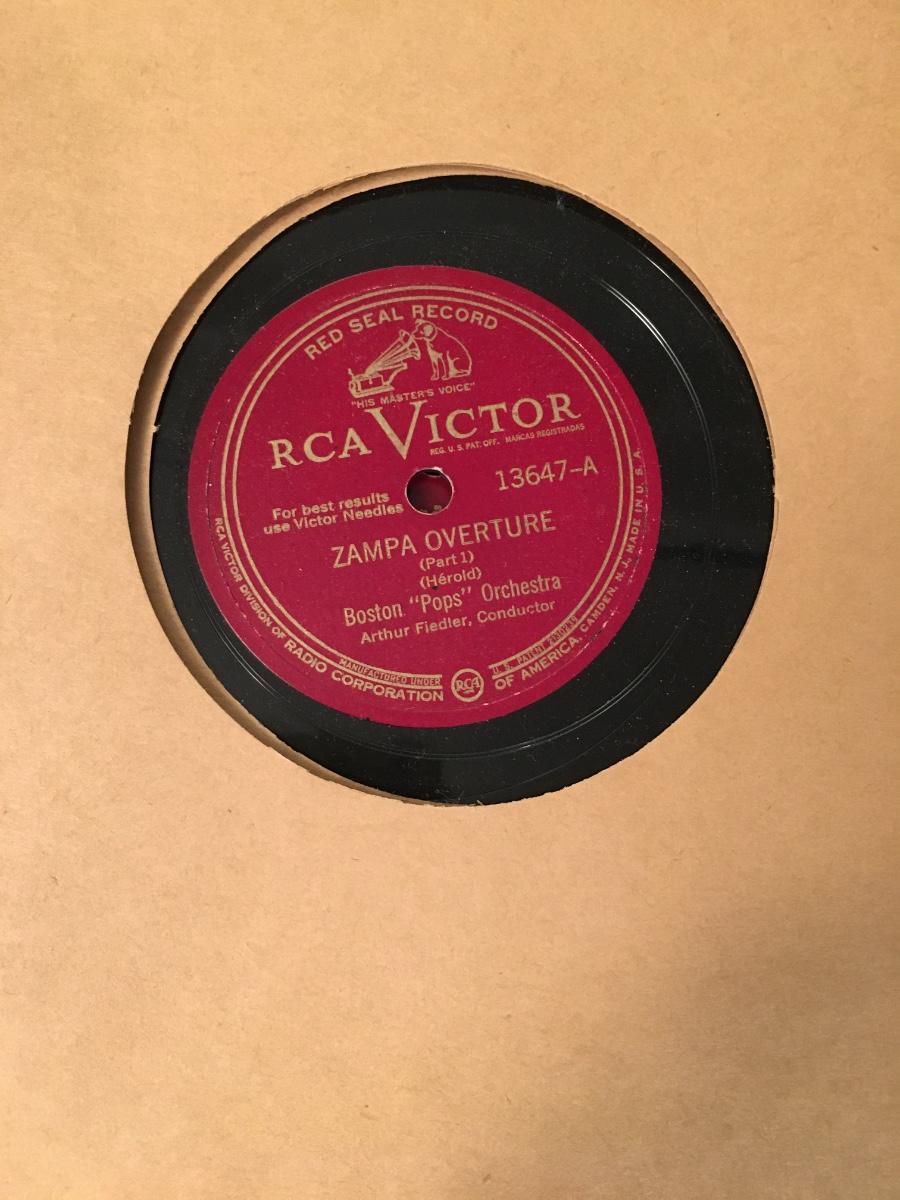 RED SEAL RECORD
"HIS MASTER'S VOICE"
RCA VICTOR
REG. U. S. PAT. OFF. MARCAS REGISTRADAS
13647-A
For best results
use Victor Needles
ZAMPA OVERTURE
(Part 1)
(Hérold)
Boston "Pops" Orchestra
Arthur Fiedler, Conductor
RCA VICTOR DIVISION OF RADIO CORPORATION RCA OF AMERICA, CAMDEN, N. J. MADE IN U. S. A.
MANUFACTURED UNDER U. S. PATENT